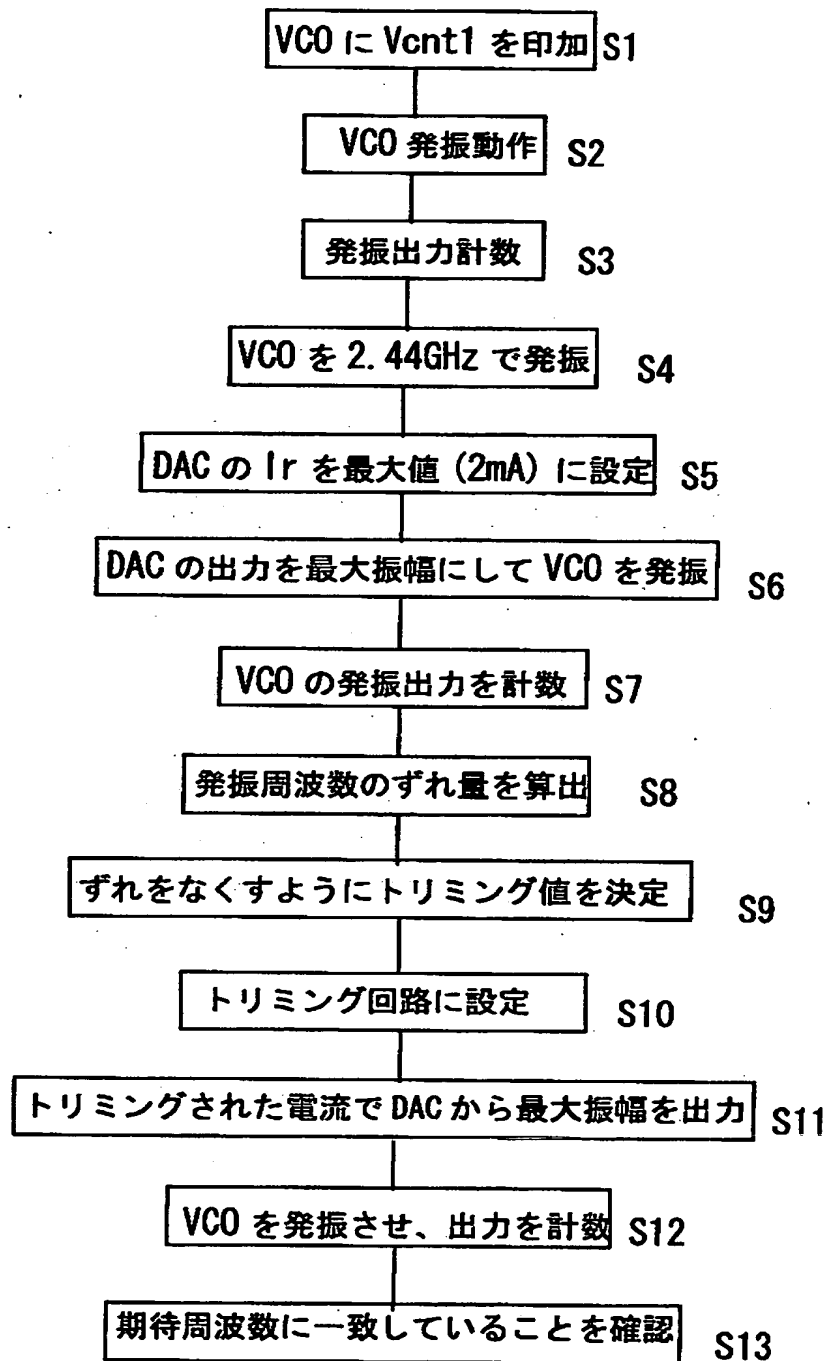 VCO に Vcnt1 を印加 S1
VCO 発振動作 S2
発振出力計数 S3
VCO を 2.44GHz で発振 S4
DAC の Ir を最大値 (2mA) に設定 S5
DAC の出力を最大振幅にして VCO を発振 S6
VCO の発振出力を計数 S7
発振周波数のずれ量を算出 S8
ずれをなくすようにトリミング値を決定 S9
トリミング回路に設定 S10
トリミングされた電流で DAC から最大振幅を出力 S11
VCO を発振させ、出力を計数 S12
期待周波数に一致していることを確認 S13